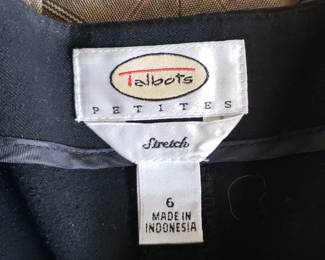 Talbots
PETITES
Stretch
6
MADE IN
INDONESIA